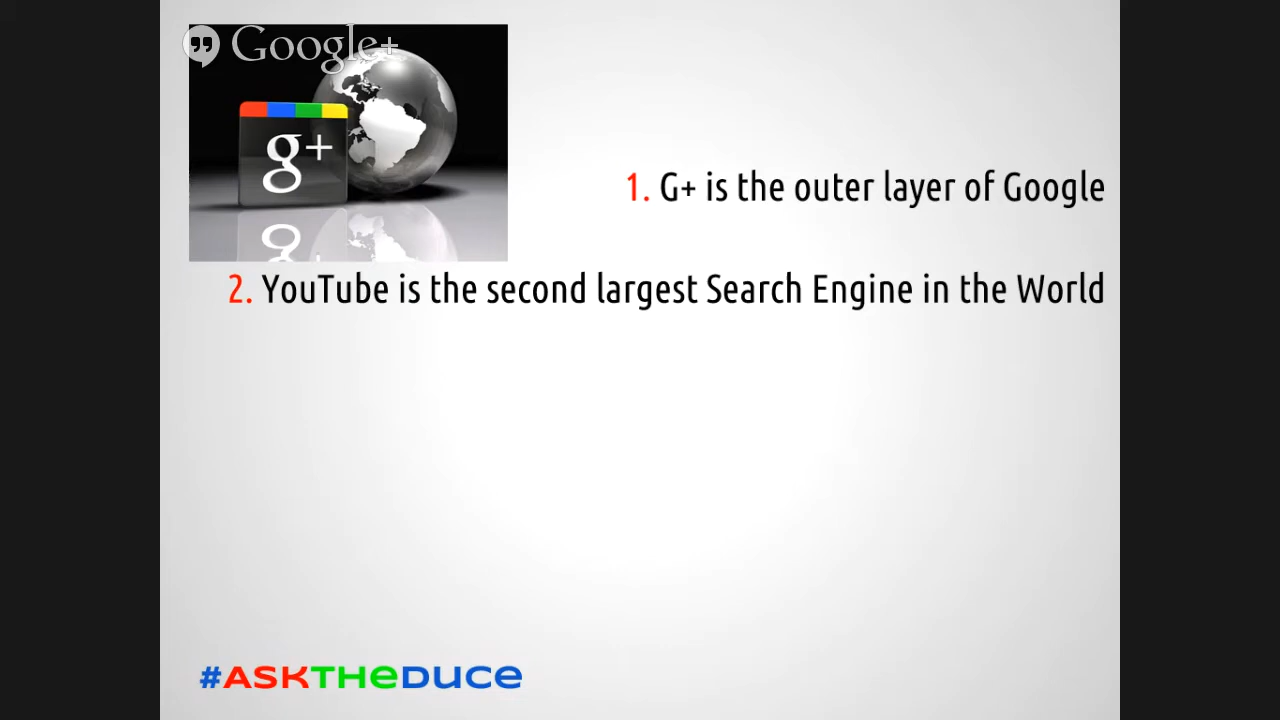 Google+
g+
1. G+ is the outer layer of Google
2. YouTube is the second largest Search Engine in the World
#ASKTHeDUCe